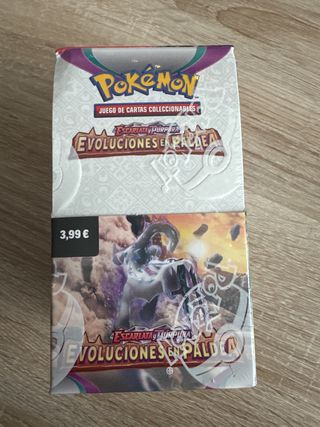 POKÉMON
JUEGO DE CARTAS COLECCIONABLES
ESCARLATA Y PÚRPURA
EVOLUCIONES EN PALDEA
3,99 €
ESCARLATA Y PÚRPURA
EVOLUCIONES EN PALDEA